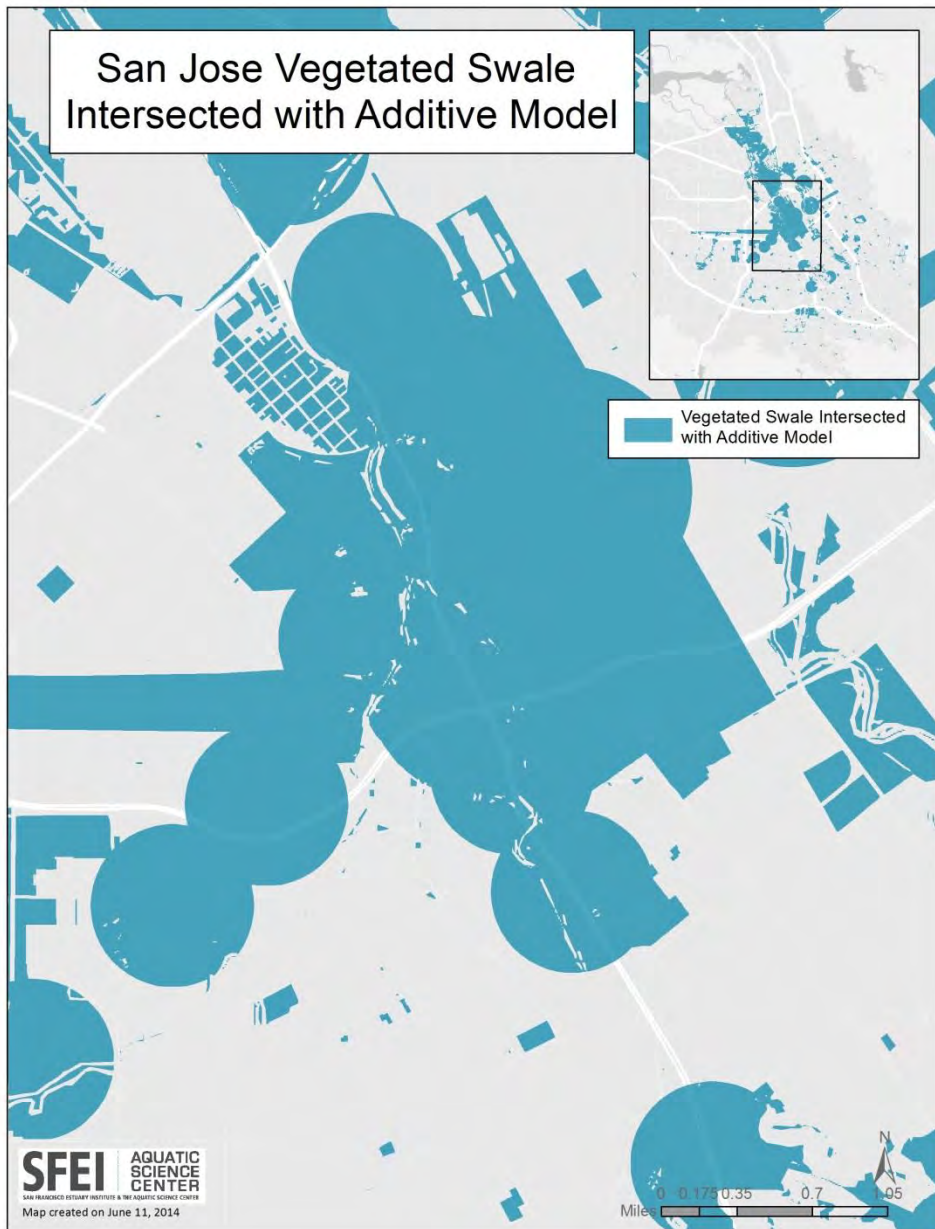 San Jose Vegetated Swale
Intersected with Additive Model
Vegetated Swale Intersected
with Additive Model
N
0 0.175 0.35 0.7 1.05
Miles
SFEI AQUATIC
SCIENCE
CENTER
SAN FRANCISCO ESTUARY INSTITUTE & THE AQUATIC SCIENCE CENTER
Map created on June 11, 2014